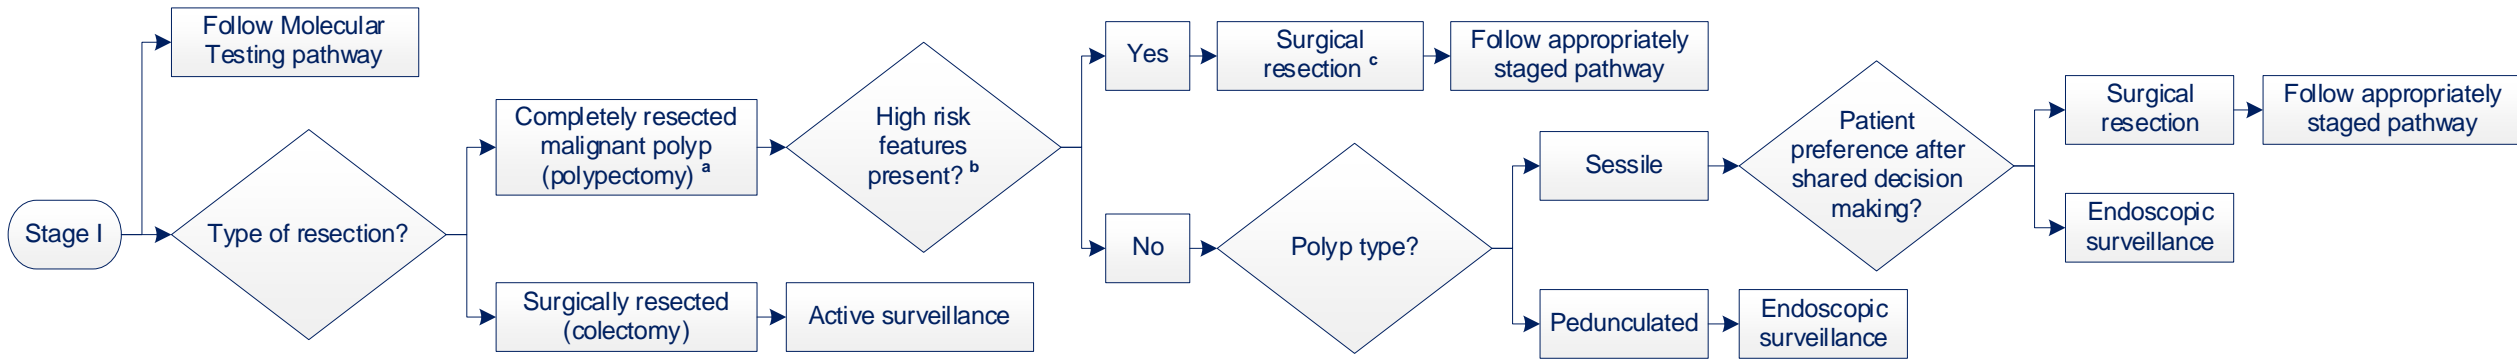 Stage I
Follow Molecular
Testing pathway
Type of resection?
Completely resected
malignant polyp
(polypectomy) a
Surgically resected
(colectomy)
Active surveillance
High risk
features
present? b
Yes
Surgical
resection c
Follow appropriately
staged pathway
No
Polyp type?
Sessile
Patient
preference after
shared decision
making?
Surgical
resection
Follow appropriately
staged pathway
Endoscopic
surveillance
Pedunculated
Endoscopic
surveillance